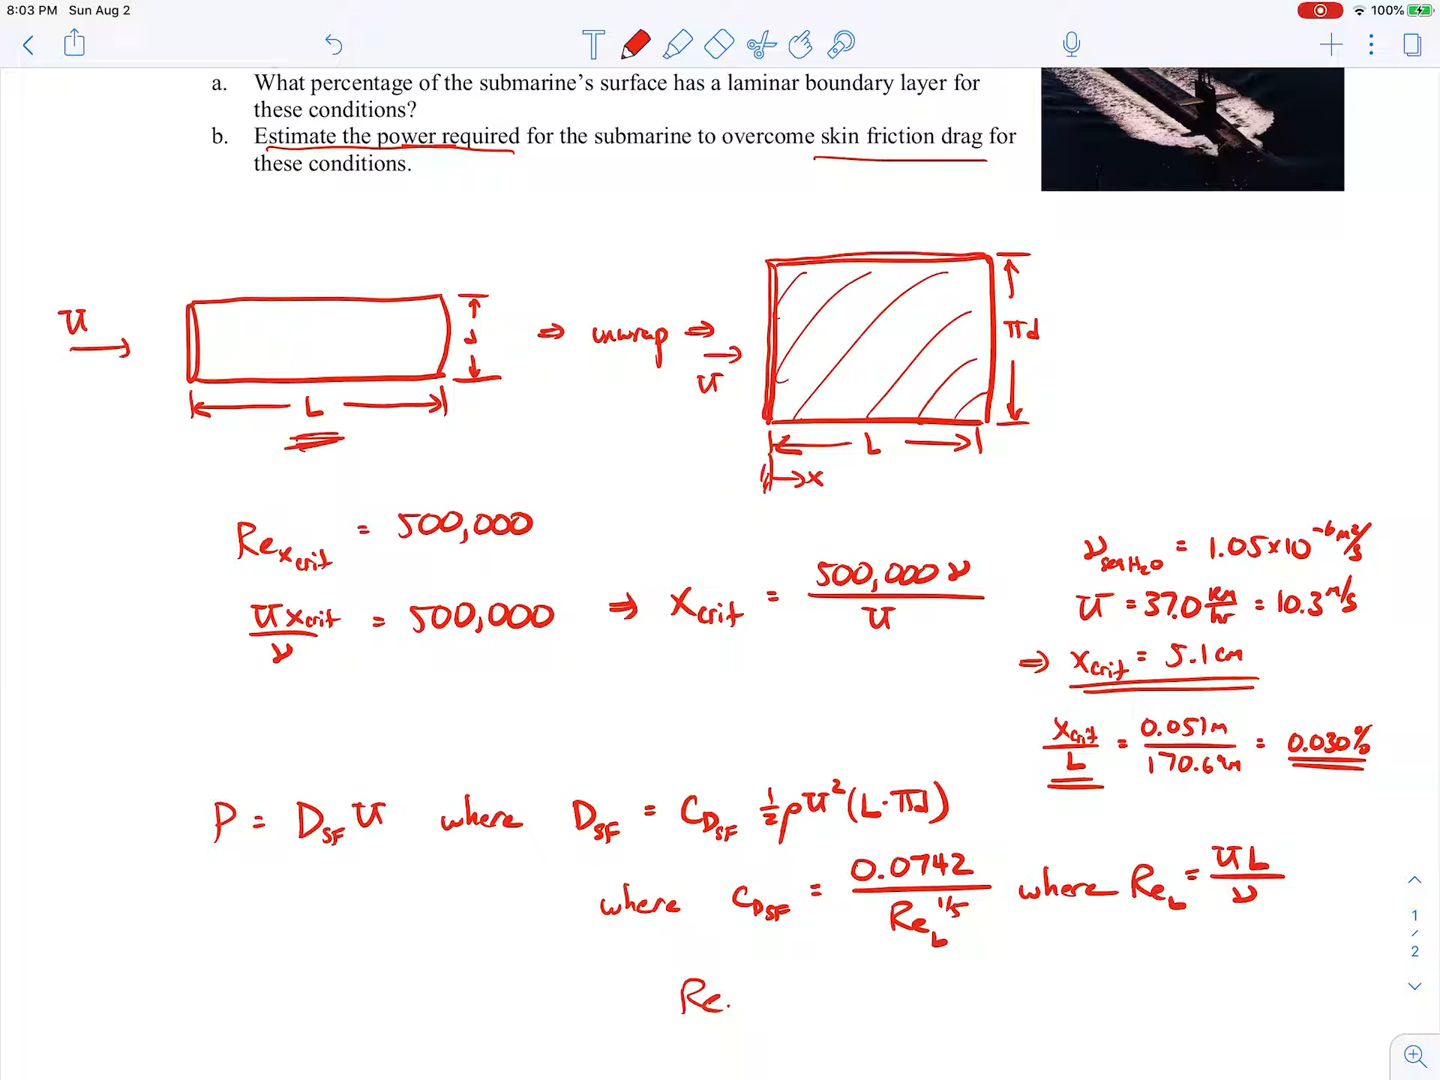 8:03 PM Sun Aug 2
100%
a. What percentage of the submarine's surface has a laminar boundary layer for
these conditions?
b. Estimate the power required for the submarine to overcome skin friction drag for
these conditions.
U
d
L
⇒ unwrap ⇒
U
πd
L
x
Re_xcrit = 500,000
U x_crit / ν = 500,000 ⇒ x_crit = 500,000 ν / U
ν_sea H2O = 1.05×10^-6 m²/s
U = 37.0 km/hr = 10.3 m/s
⇒ x_crit = 5.1 cm
x_crit / L = 0.051m / 170.69m = 0.030%
P = D_SF U where D_SF = C_D_SF ½ρU²(L·πd)
where C_D_SF = 0.0742 / Re_L^1/5 where Re_L = UL / ν
Re.
T
1
/
2